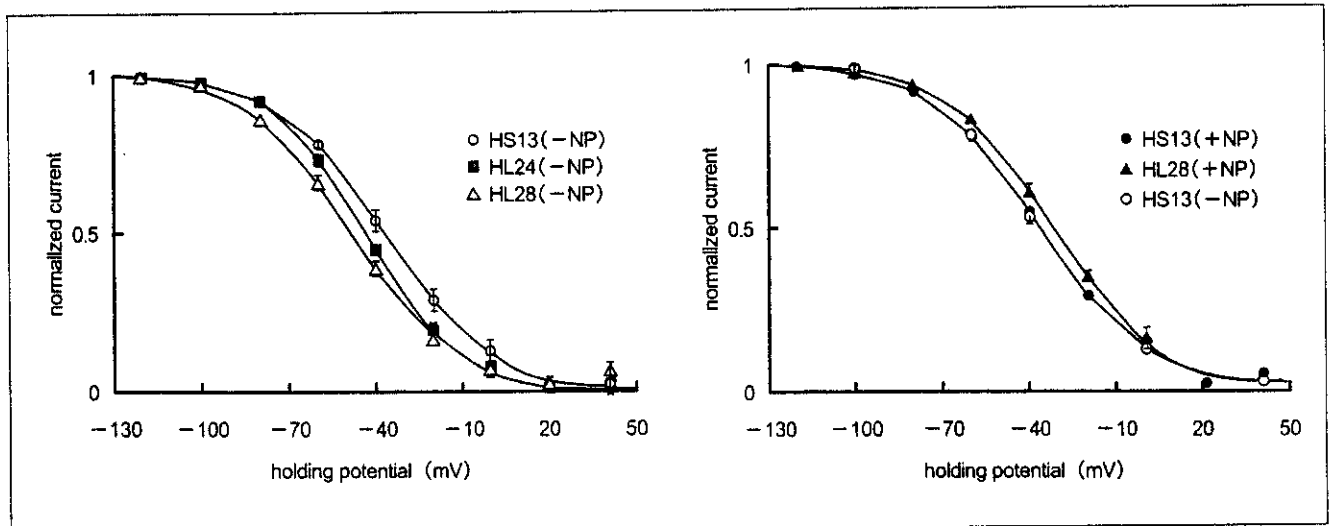 1
0.5
0
normalized current
−130 −100 −70 −40 −10 20 50
holding potential (mV)
HS13(−NP)
HL24(−NP)
HL28(−NP)
1
0.5
0
normalized current
−130 −100 −70 −40 −10 20 50
holding potential (mV)
HS13(+NP)
HL28(+NP)
HS13(−NP)